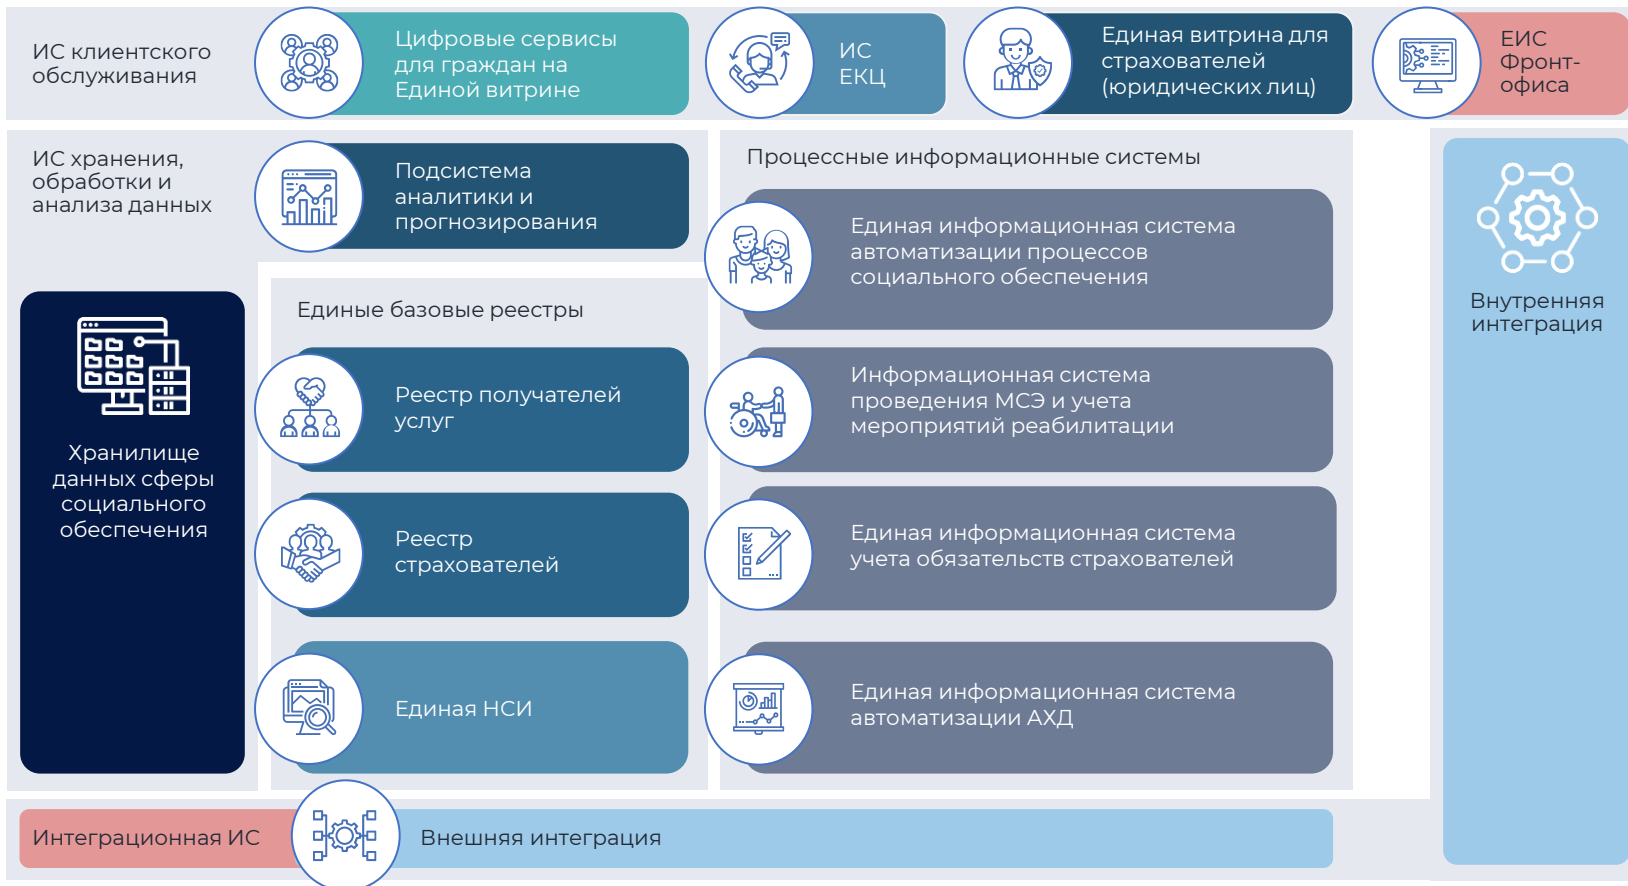 ИС клиентского
обслуживания
Цифровые сервисы
для граждан на
Единой витрине
ИС
ЕКЦ
Единая витрина для
страхователей
(юридических лиц)
ЕИС
Фронт-
офиса
ИС хранения,
обработки и
анализа данных
Подсистема
аналитики и
прогнозирования
Хранилище
данных сферы
социального
обеспечения
Единые базовые реестры
Реестр получателей
услуг
Реестр
страхователей
Единая НСИ
Процессные информационные системы
Единая информационная система
автоматизации процессов
социального обеспечения
Информационная система
проведения МСЭ и учета
мероприятий реабилитации
Единая информационная система
учета обязательств страхователей
Единая информационная система
автоматизации АХД
Внутренняя
интеграция
Интеграционная ИС
Внешняя интеграция